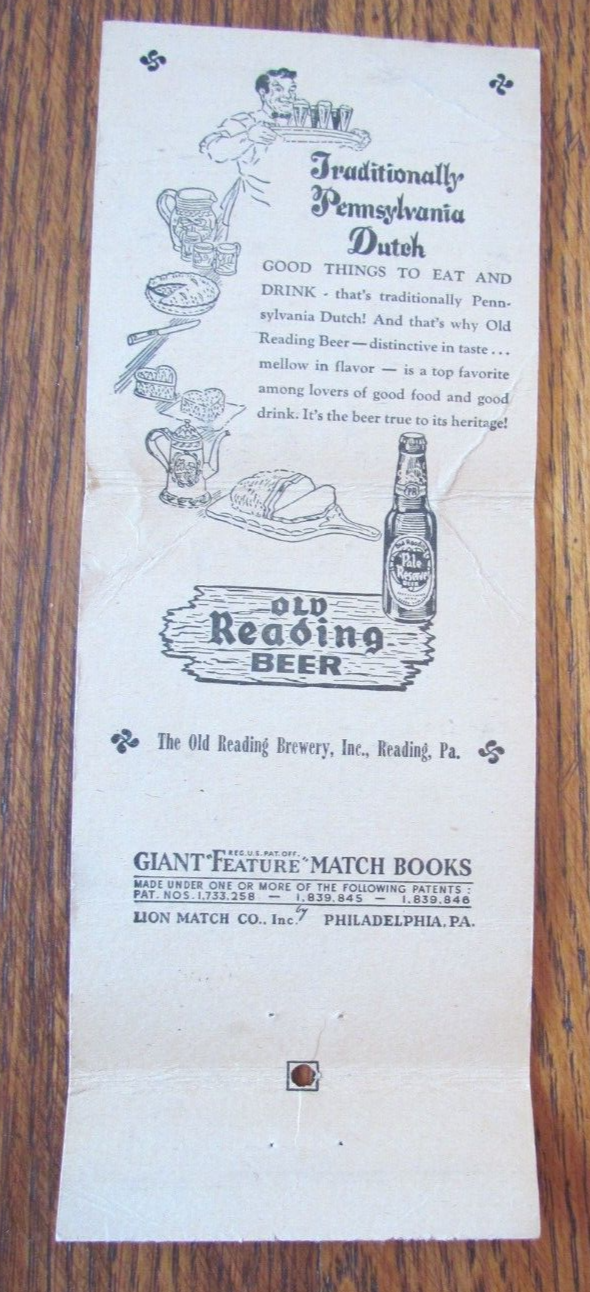 Traditionally
Pennsylvania
Dutch
GOOD THINGS TO EAT AND
DRINK - that's traditionally Penn-
sylvania Dutch! And that's why Old
Reading Beer — distinctive in taste ...
mellow in flavor — is a top favorite
among lovers of good food and good
drink. It's the beer true to its heritage!
PR
Pale
Reserve
BEER
OLD
Reading
BEER
The Old Reading Brewery, Inc., Reading, Pa.
REG. U.S. PAT. OFF.
GIANT "FEATURE" MATCH BOOKS
MADE UNDER ONE OR MORE OF THE FOLLOWING PATENTS :
PAT. NOS. 1,733,258 — 1,839,845 — 1,839,846
LION MATCH CO., Inc. by PHILADELPHIA, PA.